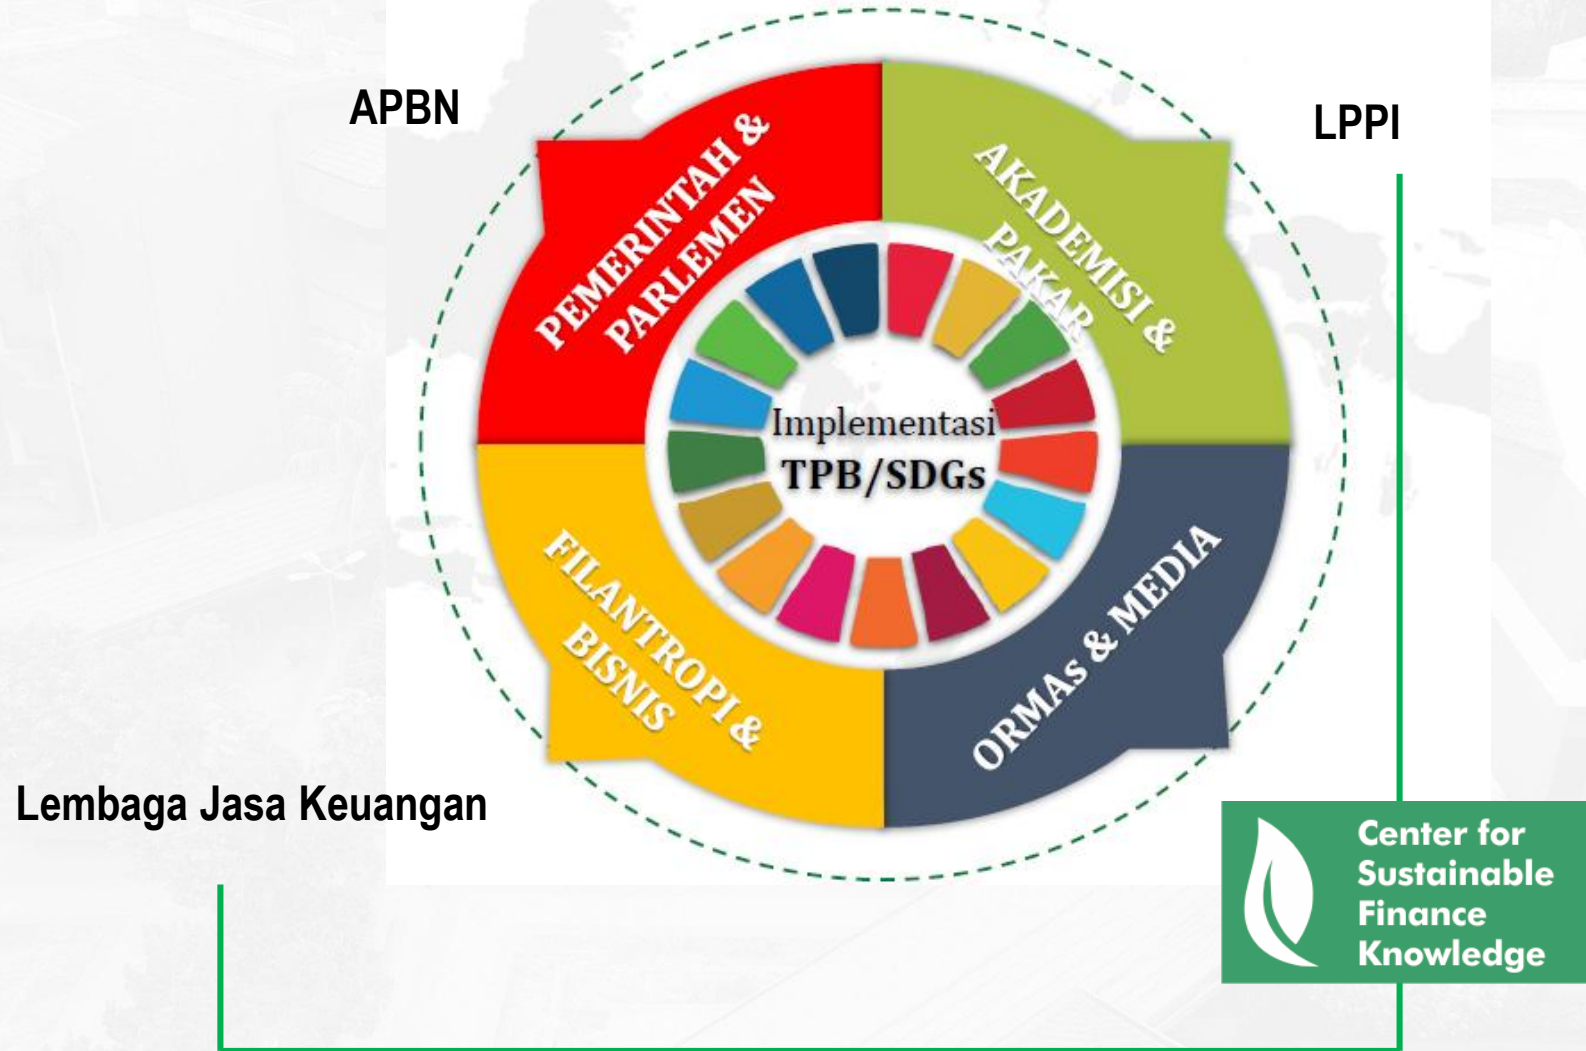 APBN
LPPI
PEMERINTAH &
PARLEMEN
AKADEMISI &
PAKAR
Implementasi
TPB/SDGs
FILANTROPI &
BISNIS
ORMAs & MEDIA
Lembaga Jasa Keuangan
Center for
Sustainable
Finance
Knowledge